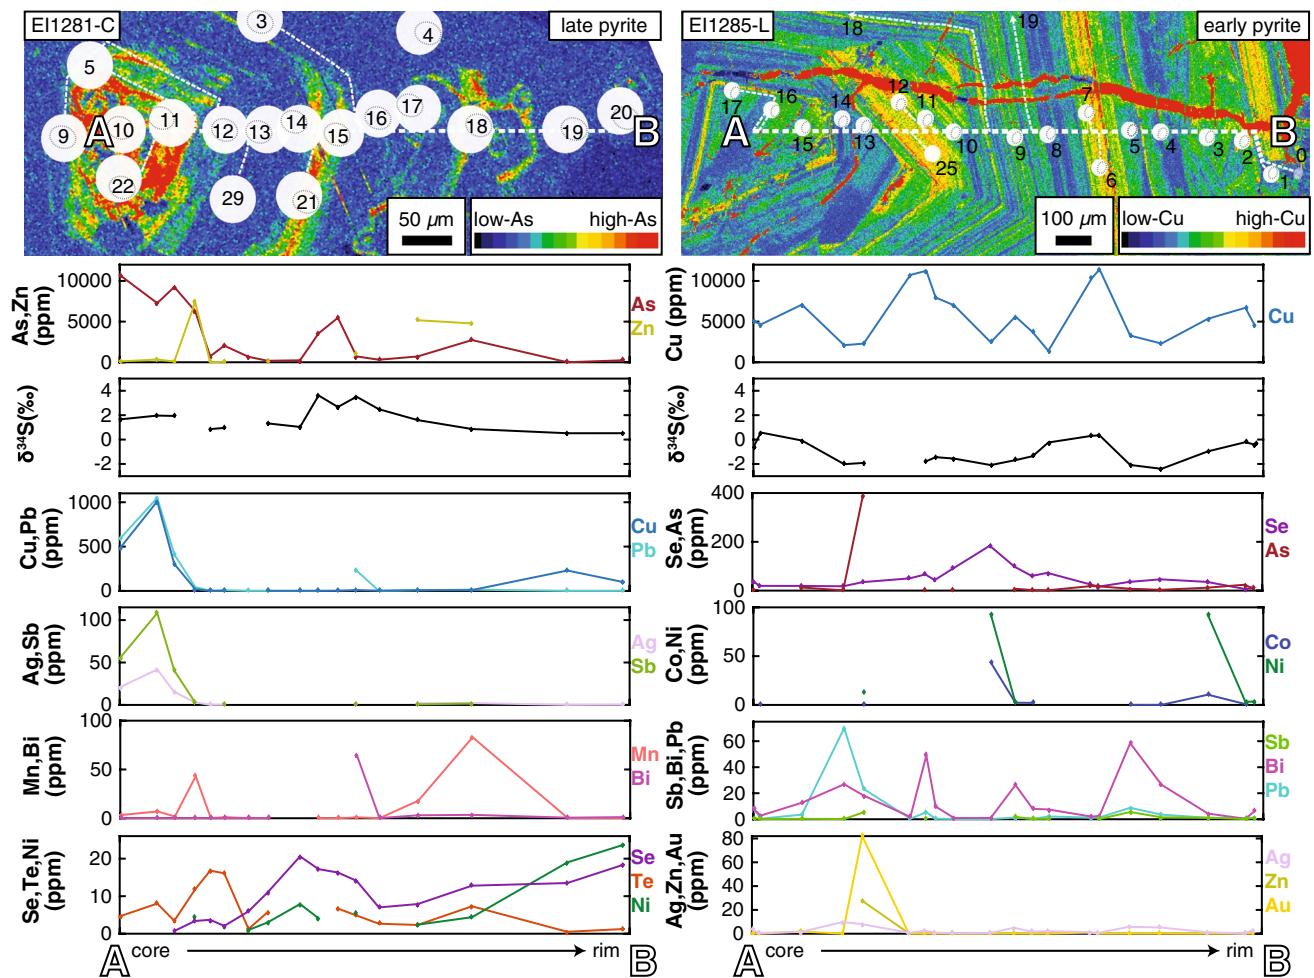 EI1281-C
late pyrite
3
4
5
9
A
10
11
12
13
14
15
16
17
18
19
20
B
22
29
21
50 µm
low-As high-As
EI1285-L
early pyrite
18
19
17
16
A
15
14
13
12
11
10
25
9
8
7
6
5
4
3
2
B
1
0
100 µm
low-Cu high-Cu
As,Zn
(ppm)
10000
5000
0
As
Zn
δ³⁴S(‰)
4
2
0
-2
Cu,Pb
(ppm)
1000
500
0
Cu
Pb
Ag,Sb
(ppm)
100
50
0
Ag
Sb
Mn,Bi
(ppm)
100
50
0
Mn
Bi
Se,Te,Ni
(ppm)
20
10
0
Se
Te
Ni
A core rim B
Cu (ppm)
10000
5000
0
Cu
δ³⁴S(‰)
4
2
0
-2
Se,As
(ppm)
400
200
0
Se
As
Co,Ni
(ppm)
100
50
0
Co
Ni
Sb,Bi,Pb
(ppm)
60
40
20
0
Sb
Bi
Pb
Ag,Zn,Au
(ppm)
80
60
40
20
0
Ag
Zn
Au
A core rim B